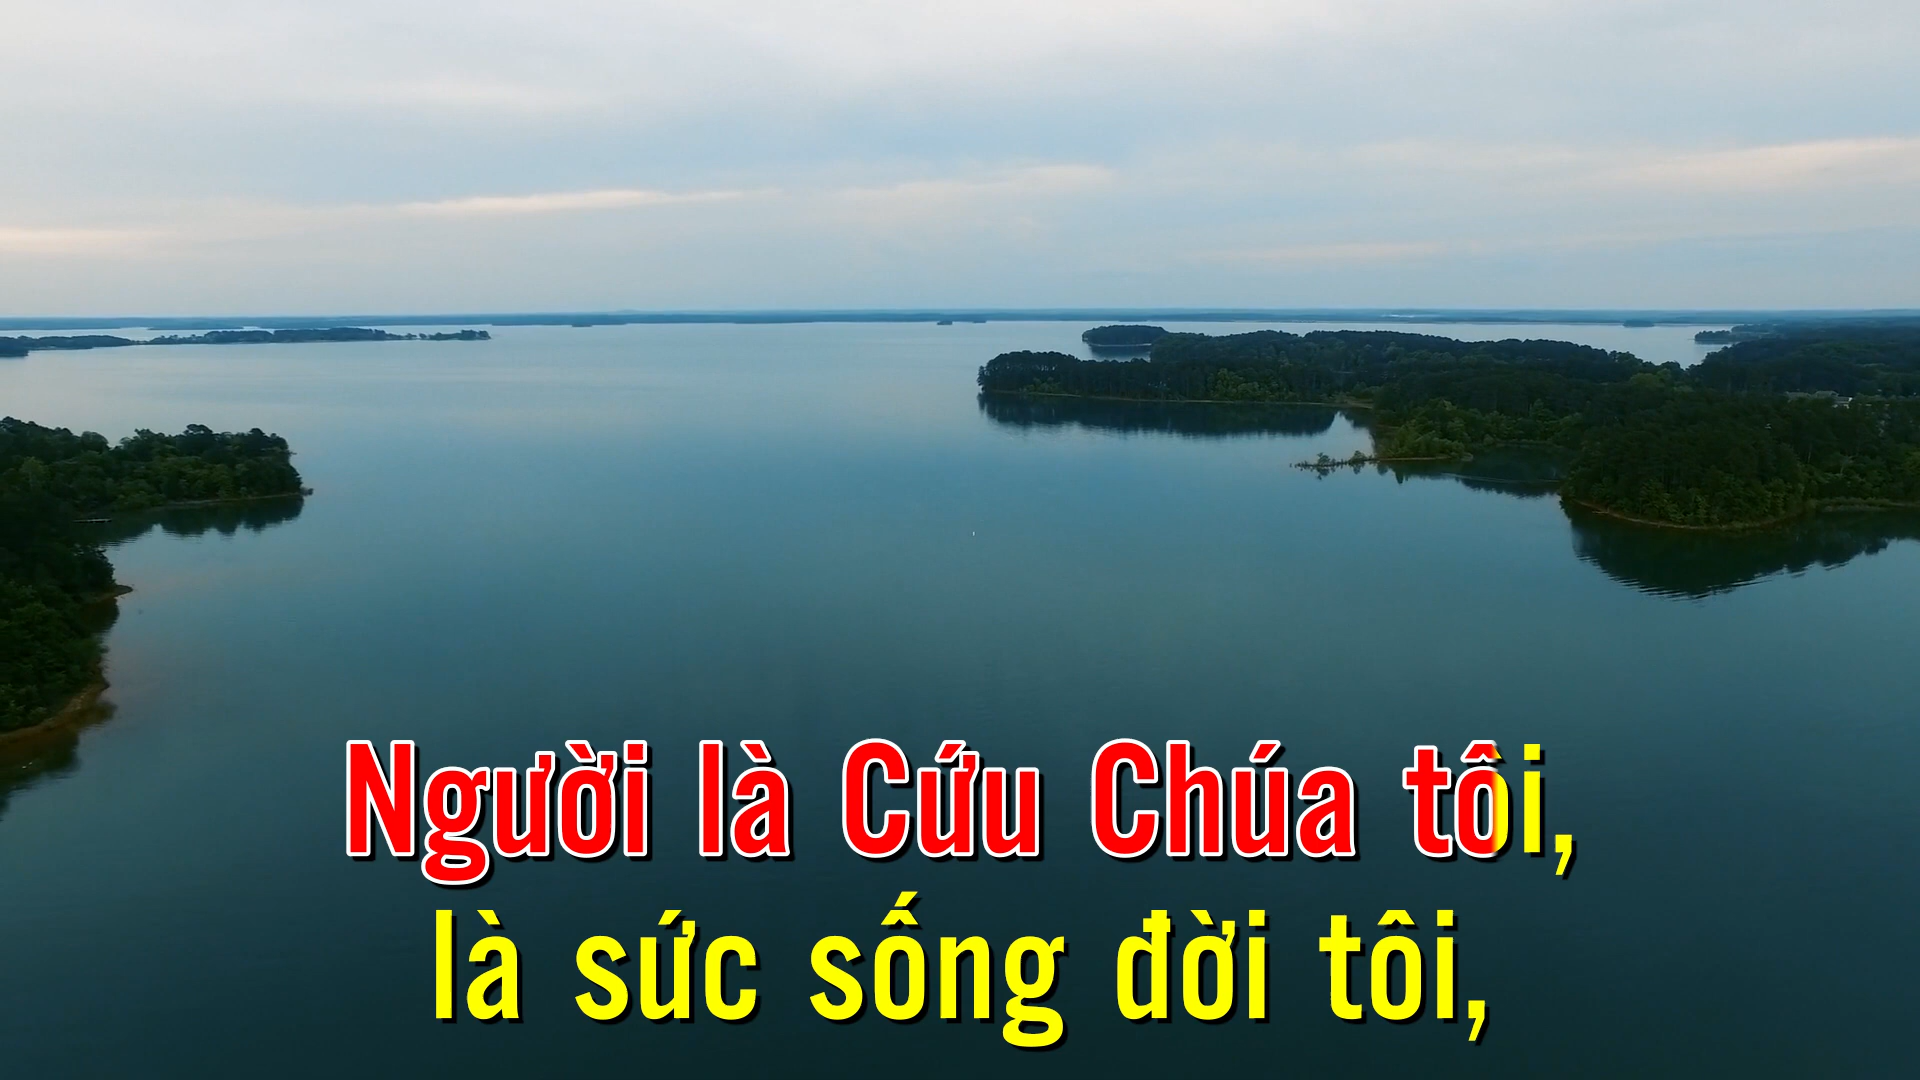 Người là Cứu Chúa tôi,
là sức sống đời tôi,